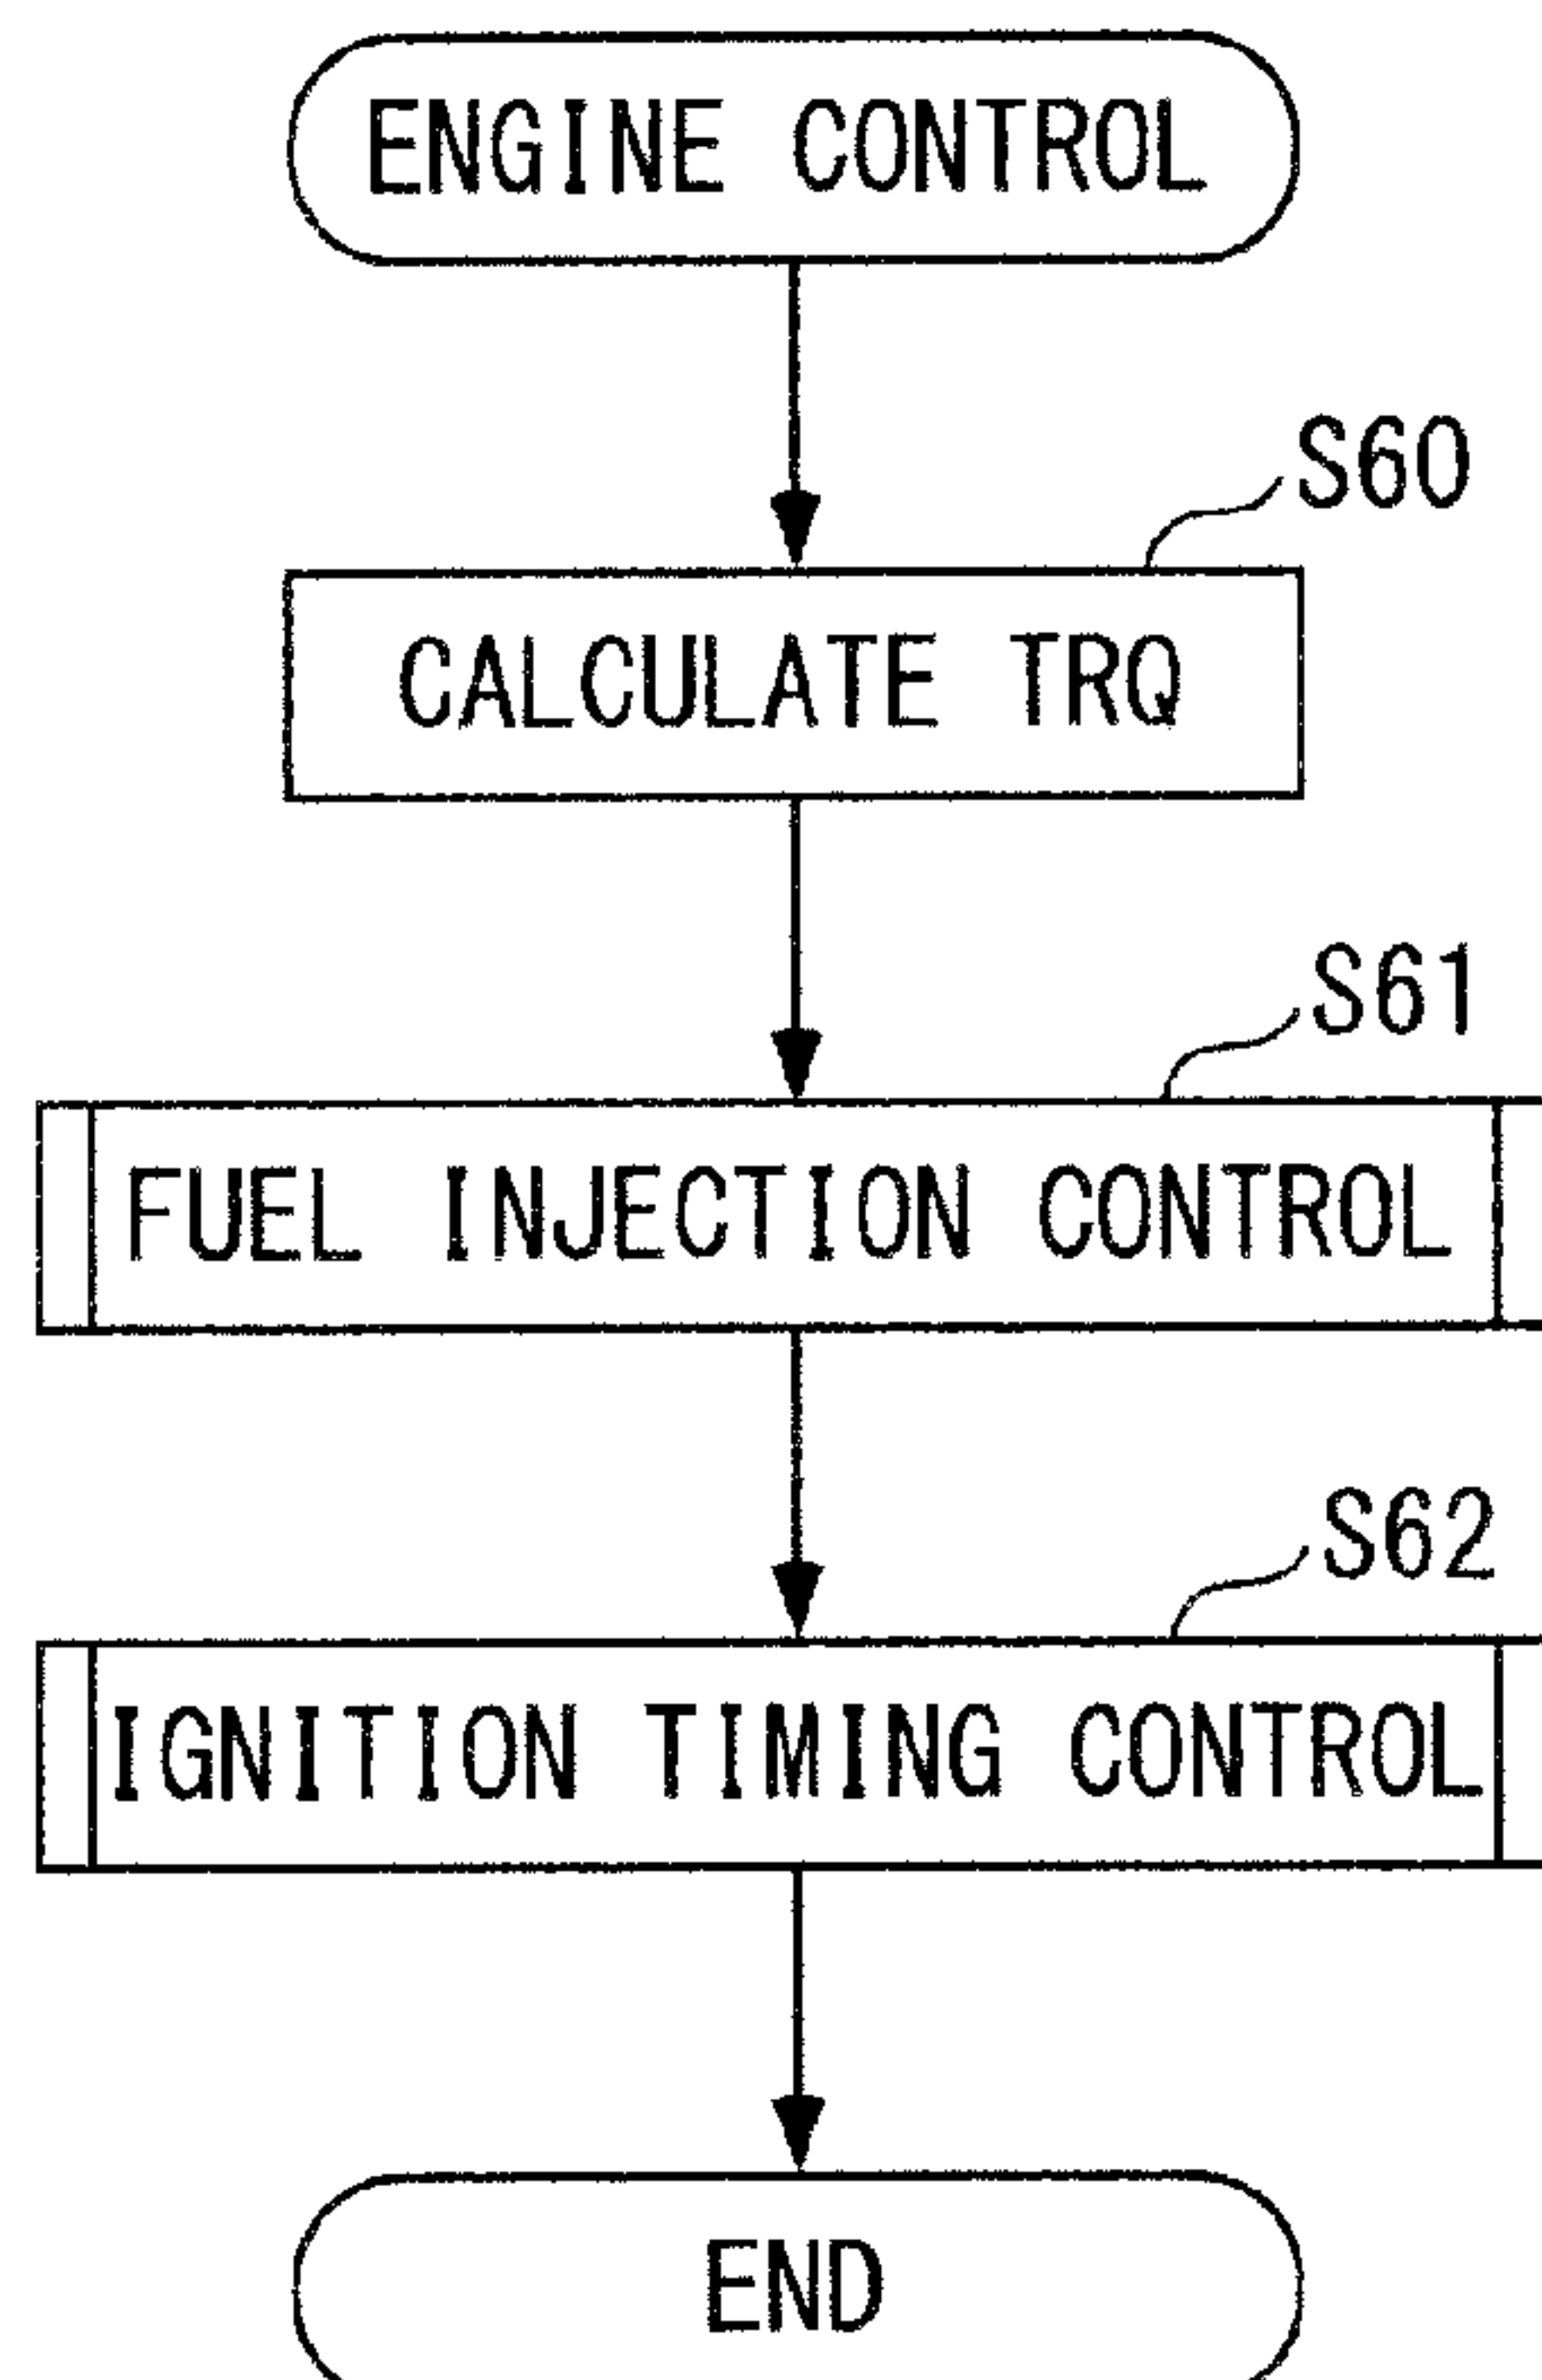 ENGINE CONTROL
S60
CALCULATE TRQ
S61
FUEL INJECTION CONTROL
S62
IGNITION TIMING CONTROL
END